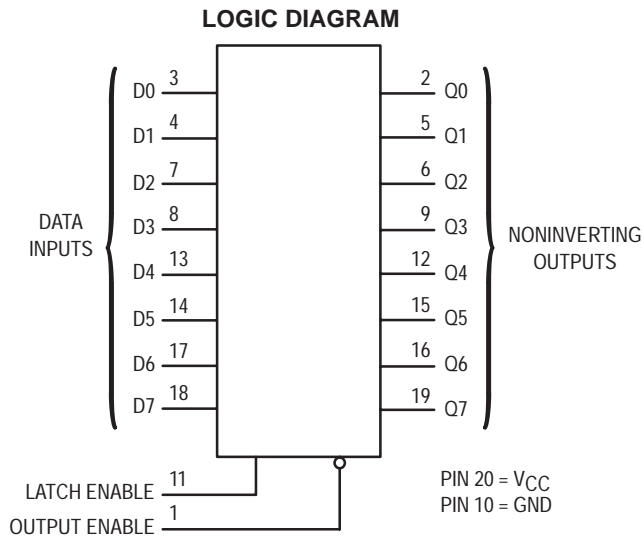 LOGIC DIAGRAM
D0 3 2 Q0
D1 4 5 Q1
D2 7 6 Q2
D3 8 9 Q3
D4 13 12 Q4
D5 14 15 Q5
D6 17 16 Q6
D7 18 19 Q7
DATA
INPUTS
NONINVERTING
OUTPUTS
LATCH ENABLE 11
OUTPUT ENABLE 1
PIN 20 = VCC
PIN 10 = GND